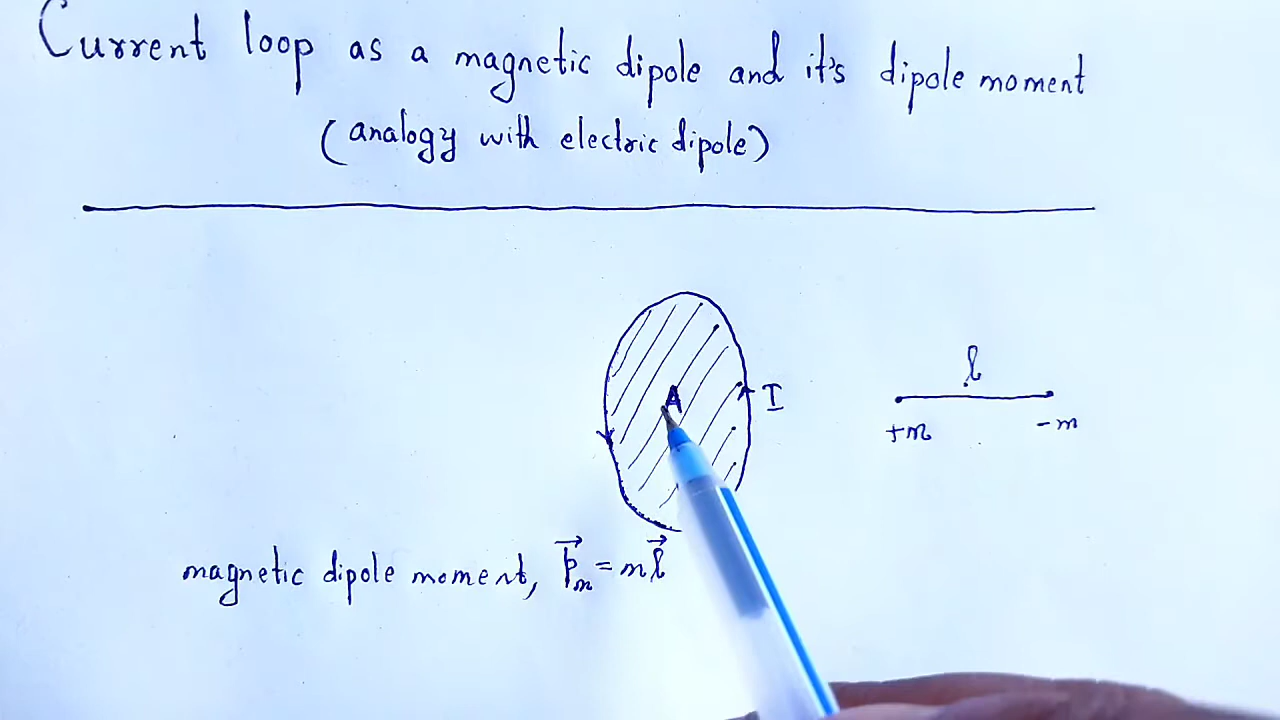 Current loop as a magnetic dipole and it's dipole moment
(analogy with electric dipole)
A
I
l
+m
-m
magnetic dipole moment, p⃗ₘ = m l⃗